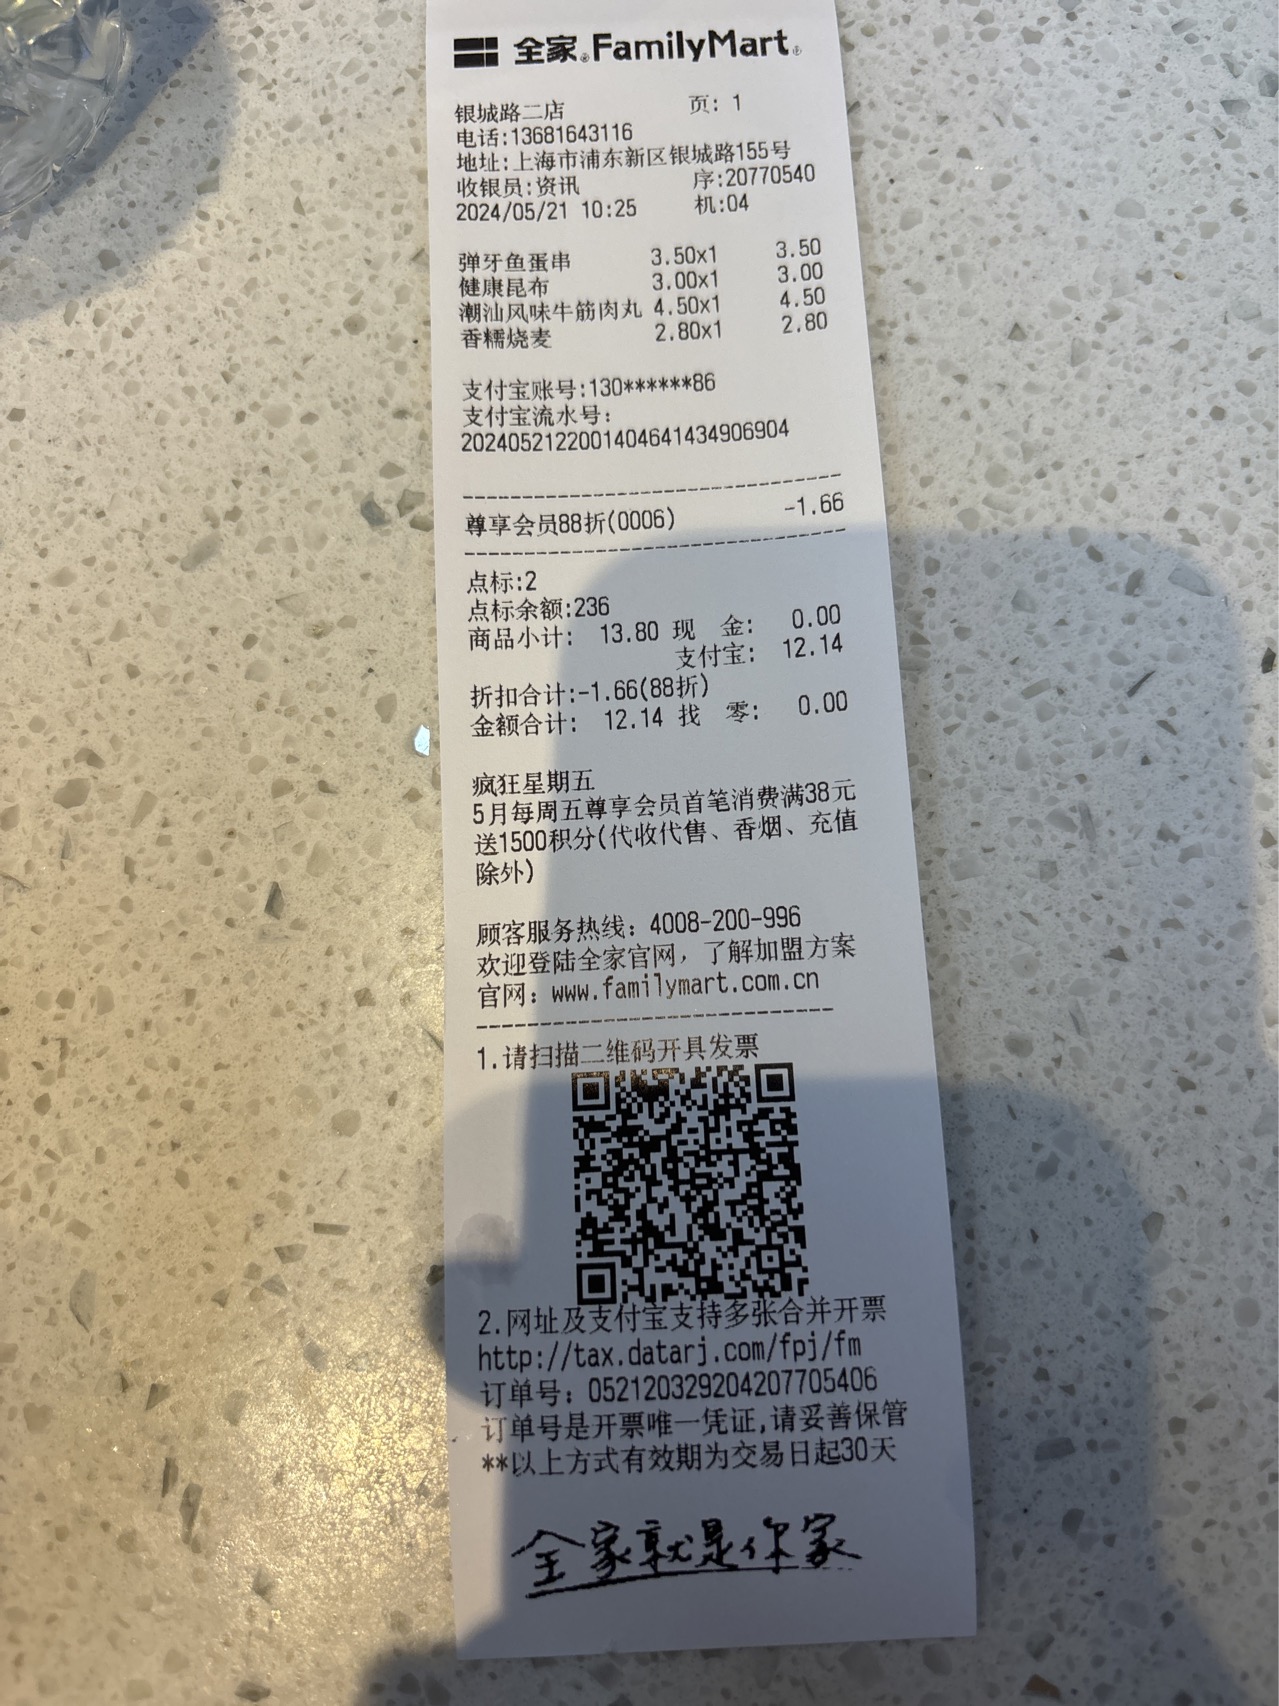 全家 FamilyMart
银城路二店 页: 1
电话:13681643116
地址:上海市浦东新区银城路155号
收银员:资讯 序:20770540
2024/05/21 10:25 机:04
弹牙鱼蛋串 3.50x1 3.50
健康昆布 3.00x1 3.00
潮汕风味牛筋肉丸 4.50x1 4.50
香糯烧麦 2.80x1 2.80
支付宝账号:130******86
支付宝流水号:
2024052122001404641434906904
尊享会员88折(0006) -1.66
点标:2
点标余额:236
商品小计: 13.80 现 金: 0.00
支付宝: 12.14
折扣合计:-1.66(88折)
金额合计: 12.14 找 零: 0.00
疯狂星期五
5月每周五尊享会员首笔消费满38元
送1500积分(代收代售、香烟、充值
除外)
顾客服务热线: 4008-200-996
欢迎登陆全家官网, 了解加盟方案
官网: www.familymart.com.cn
1.请扫描二维码开具发票
2.网址及支付宝支持多张合并开票
http://tax.datarj.com/fpj/fm
订单号: 052120329204207705406
订单号是开票唯一凭证,请妥善保管
**以上方式有效期为交易日起30天
全家就是你家